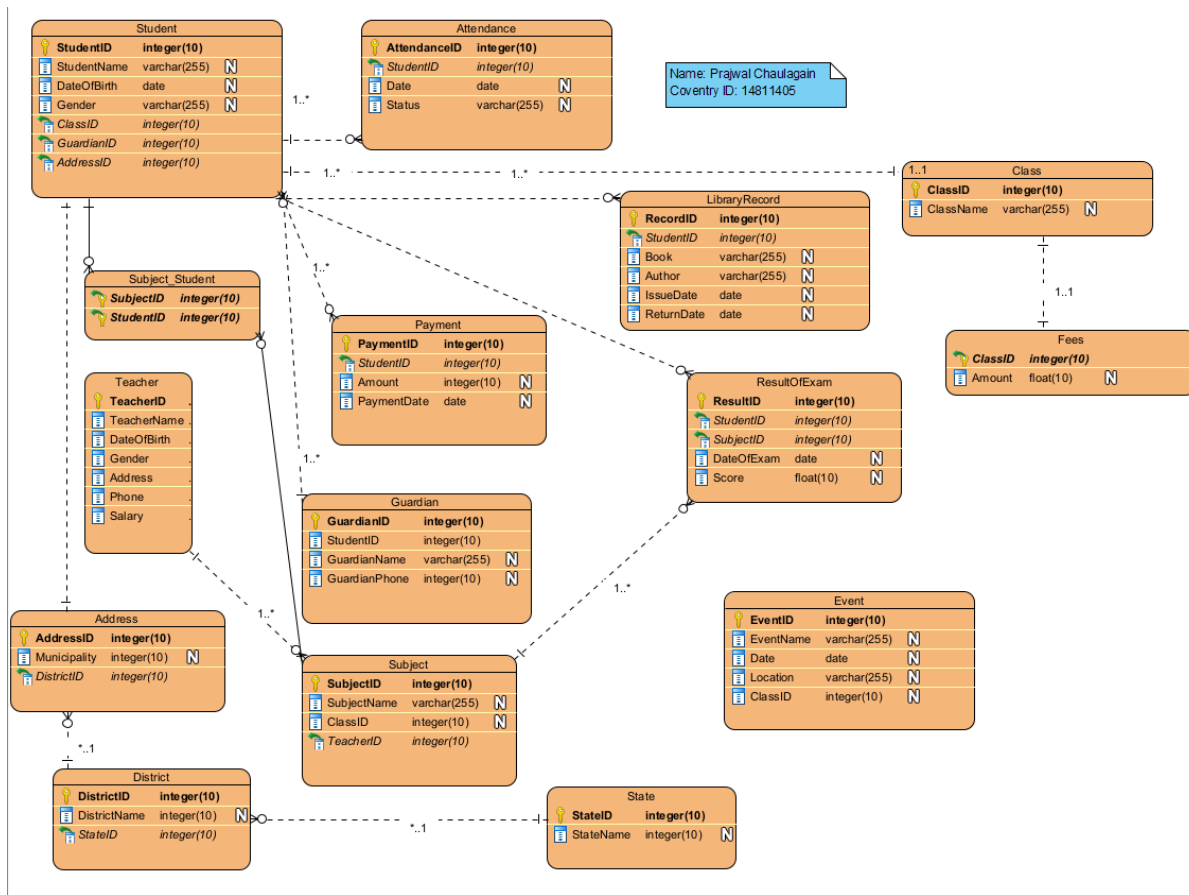 Student
StudentID integer(10)
StudentName varchar(255) N
DateOfBirth date N
Gender varchar(255) N
ClassID integer(10)
GuardianID integer(10)
AddressID integer(10)
Attendance
AttendanceID integer(10)
StudentID integer(10)
Date date N
Status varchar(255) N
Name: Prajwal Chaulagain
Coventry ID: 14811405
1..*
1..*
1..*
1..1
Class
ClassID integer(10)
ClassName varchar(255) N
LibraryRecord
RecordID integer(10)
StudentID integer(10)
Book varchar(255) N
Author varchar(255) N
IssueDate date N
ReturnDate date N
Subject_Student
SubjectID integer(10)
StudentID integer(10)
1..*
1..1
Payment
PaymentID integer(10)
StudentID integer(10)
Amount integer(10) N
PaymentDate date N
Fees
ClassID integer(10)
Amount float(10) N
Teacher
TeacherID .
TeacherName .
DateOfBirth .
Gender .
Address .
Phone .
Salary .
ResultOfExam
ResultID integer(10)
StudentID integer(10)
SubjectID integer(10)
DateOfExam date N
Score float(10) N
1..*
Guardian
GuardianID integer(10)
StudentID integer(10)
GuardianName varchar(255) N
GuardianPhone integer(10) N
1..*
1..*
Address
AddressID integer(10)
Municipality integer(10) N
DistrictID integer(10)
Event
EventID integer(10)
EventName varchar(255) N
Date date N
Location varchar(255) N
ClassID integer(10) N
Subject
SubjectID integer(10)
SubjectName varchar(255) N
ClassID integer(10) N
TeacherID integer(10)
*..1
District
DistrictID integer(10)
DistrictName integer(10) N
StateID integer(10)
*..1
State
StateID integer(10)
StateName integer(10) N